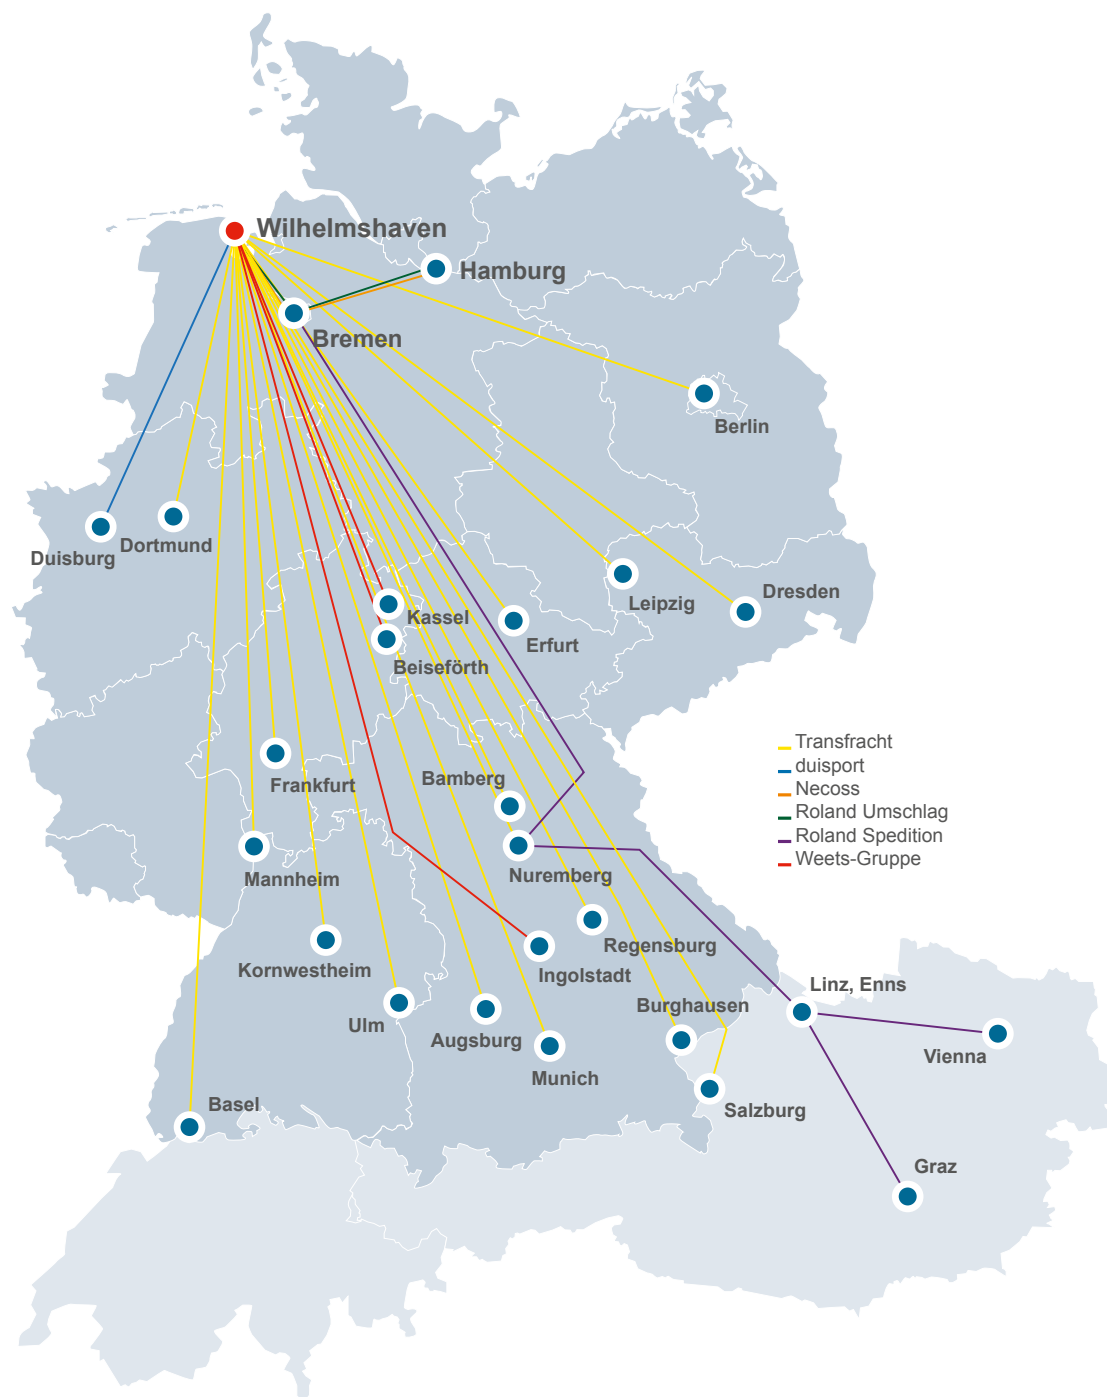 Wilhelmshaven
Hamburg
Bremen
Berlin
Duisburg
Dortmund
Kassel
Beiseförth
Erfurt
Leipzig
Dresden
Frankfurt
Bamberg
Mannheim
Nuremberg
Transfracht
duisport
Necoss
Roland Umschlag
Roland Spedition
Weets-Gruppe
Kornwestheim
Regensburg
Ingolstadt
Ulm
Augsburg
Munich
Burghausen
Linz, Enns
Vienna
Basel
Salzburg
Graz